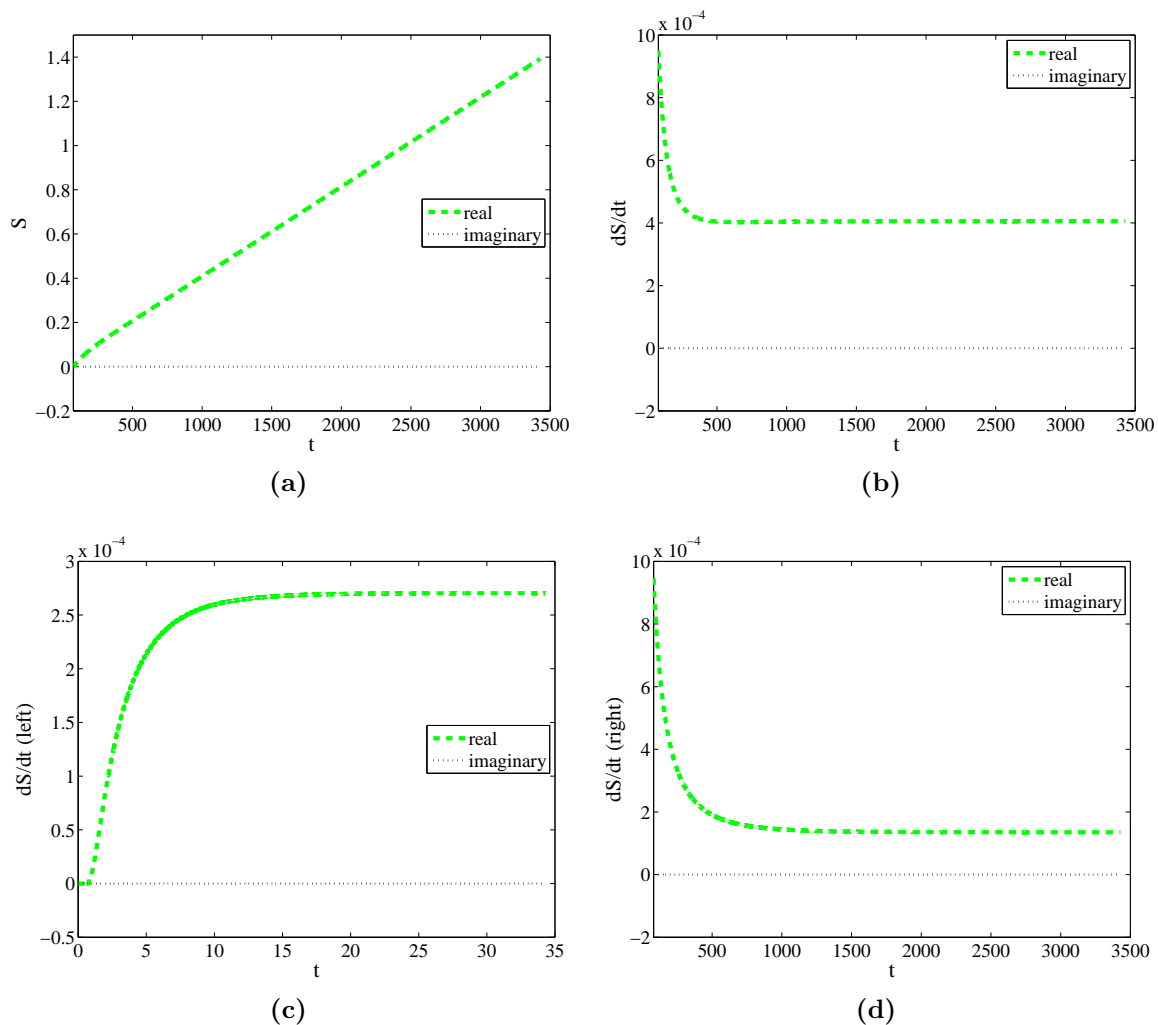 1.4
1.2
1
0.8
0.6
0.4
0.2
0
−0.2
S
500 1000 1500 2000 2500 3000 3500
t
real
imaginary
(a)
x 10−4
10
8
6
4
2
0
−2
dS/dt
500 1000 1500 2000 2500 3000 3500
t
real
imaginary
(b)
x 10−4
3
2.5
2
1.5
1
0.5
0
−0.5
dS/dt (left)
0 5 10 15 20 25 30 35
t
real
imaginary
(c)
x 10−4
10
8
6
4
2
0
−2
dS/dt (right)
500 1000 1500 2000 2500 3000 3500
t
real
imaginary
(d)